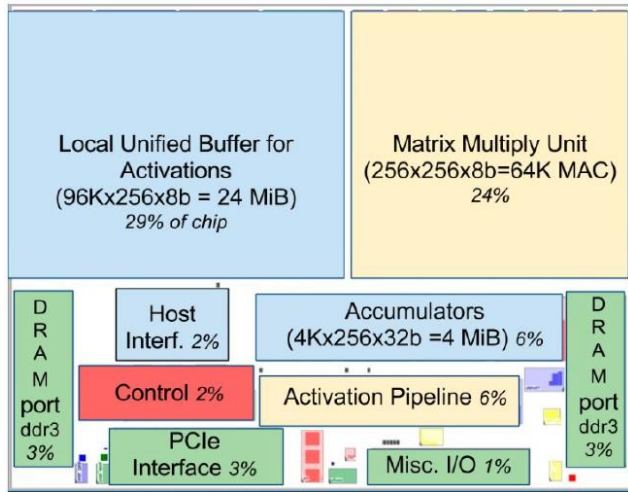 Local Unified Buffer for
Activations
(96Kx256x8b = 24 MiB)
29% of chip
Matrix Multiply Unit
(256x256x8b=64K MAC)
24%
D
R
A
M
port
ddr3
3%
Host
Interf. 2%
Accumulators
(4Kx256x32b =4 MiB) 6%
D
R
A
M
port
ddr3
3%
Control 2%
Activation Pipeline 6%
PCIe
Interface 3%
Misc. I/O 1%